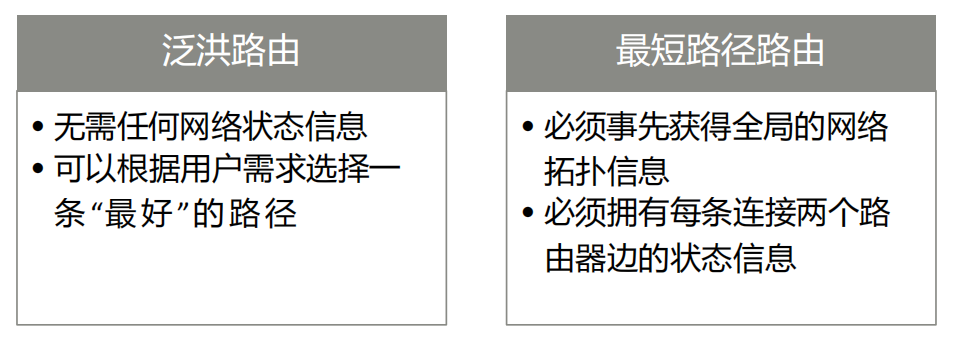 泛洪路由
• 无需任何网络状态信息
• 可以根据用户需求选择一
条“最好”的路径
最短路径路由
• 必须事先获得全局的网络
拓扑信息
• 必须拥有每条连接两个路
由器边的状态信息